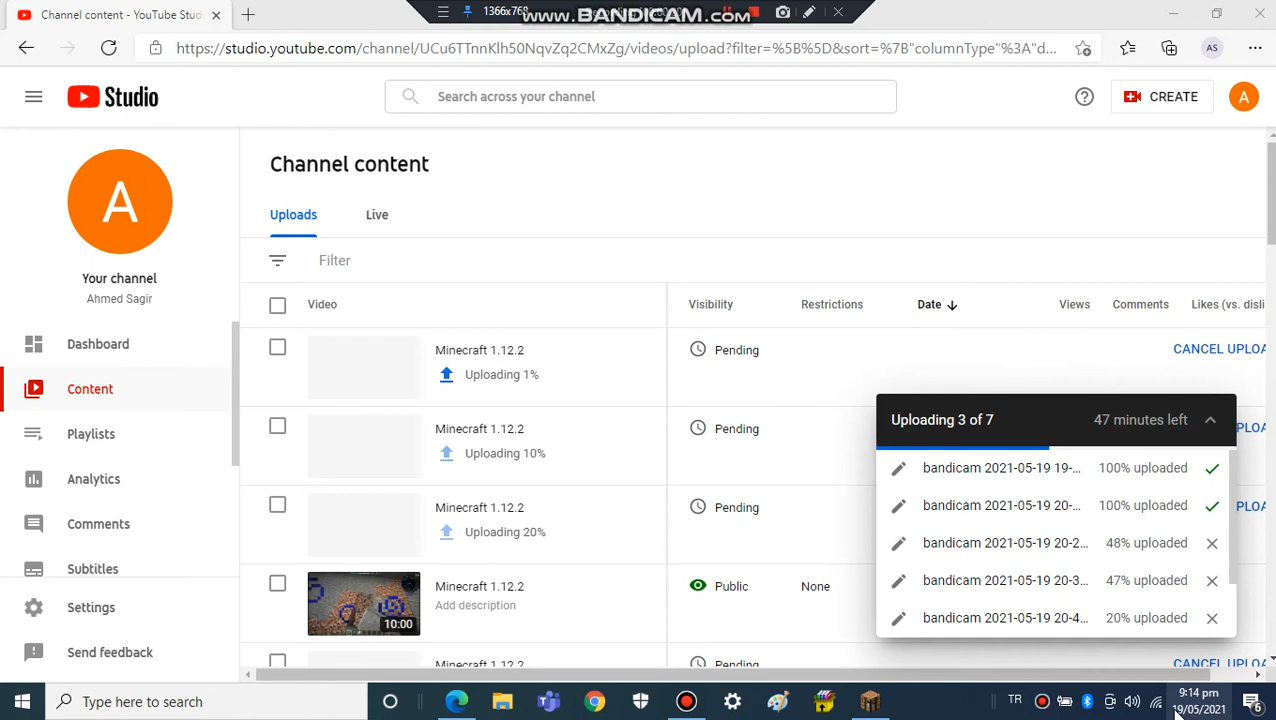 Channel content - YouTube Stud
1366x768
www.BANDICAM.com
https://studio.youtube.com/channel/UCu6TTnnKlh50NqvZq2CMxZg/videos/upload?filter=%5B%5D&sort=%7B"columnType"%3A"d...
AS
Studio
Search across your channel
CREATE
A
A
Your channel
Ahmed Sagir
Dashboard
Content
Playlists
Analytics
Comments
Subtitles
Settings
Send feedback
Channel content
Uploads
Live
Filter
Video
Visibility
Restrictions
Date
Views
Comments
Likes (vs. disli
Minecraft 1.12.2
Uploading 1%
Pending
CANCEL UPLOA
Minecraft 1.12.2
Uploading 10%
Pending
UPLOA
Minecraft 1.12.2
Uploading 20%
Pending
PLOA
10:00
Minecraft 1.12.2
Add description
Public
None
Minecraft 1.12.2
Pending
CANCEL UPLOA
Uploading 3 of 7
47 minutes left
bandicam 2021-05-19 19-...
100% uploaded
bandicam 2021-05-19 20-...
100% uploaded
bandicam 2021-05-19 20-2...
48% uploaded
bandicam 2021-05-19 20-3...
47% uploaded
bandicam 2021-05-19 20-4...
20% uploaded
Type here to search
TR
9:14 pm
19/05/2021
6